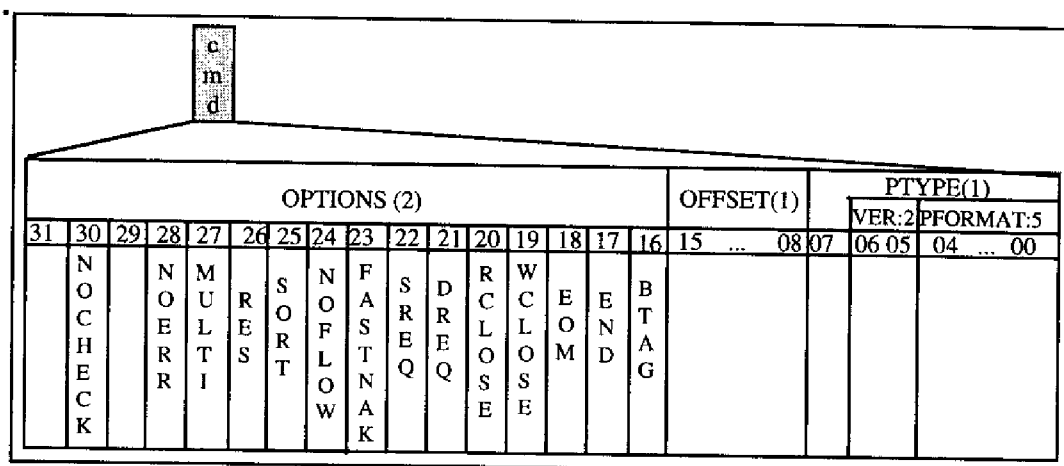 c
m
d
OPTIONS (2) OFFSET(1) PTYPE(1)
VER:2 PFORMAT:5
31 30 29 28 27 26 25 24 23 22 21 20 19 18 17 16 15 ... 08 07 06 05 04 ... 00
NOCHECK
NOERR
MULTI
RES
SORT
NOFLOW
FASTNAK
SREQ
DREQ
RCLOSE
WCLOSE
EOM
END
BTAG